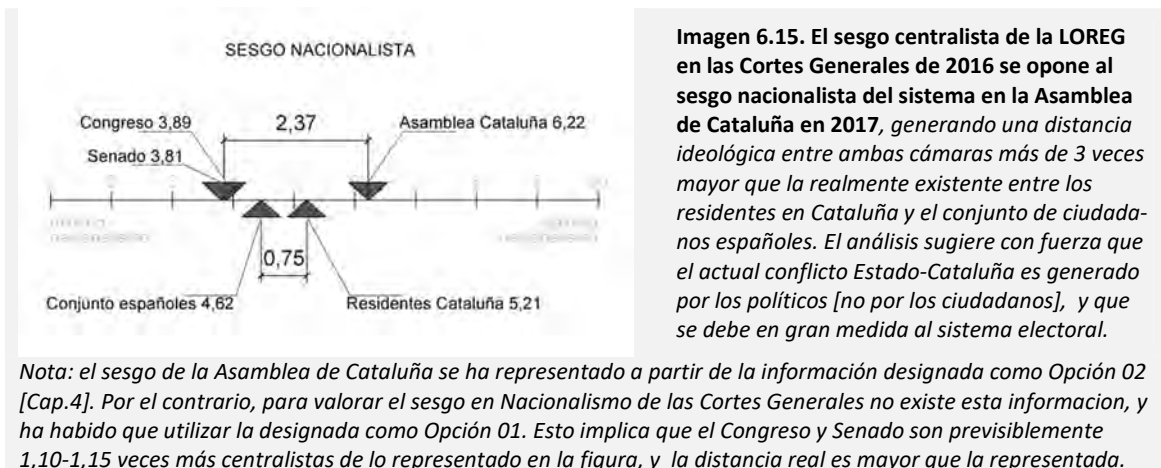 SESGO NACIONALISTA
Congreso 3,89
2,37
Asamblea Cataluña 6,22
Senado 3,81
0,75
Conjunto españoles 4,62
Residentes Cataluña 5,21
Imagen 6.15. El sesgo centralista de la LOREG
en las Cortes Generales de 2016 se opone al
sesgo nacionalista del sistema en la Asamblea
de Cataluña en 2017, generando una distancia
ideológica entre ambas cámaras más de 3 veces
mayor que la realmente existente entre los
residentes en Cataluña y el conjunto de ciudada-
nos españoles. El análisis sugiere con fuerza que
el actual conflicto Estado-Cataluña es generado
por los políticos [no por los ciudadanos], y que
se debe en gran medida al sistema electoral.
Nota: el sesgo de la Asamblea de Cataluña se ha representado a partir de la información designada como Opción 02
[Cap.4]. Por el contrario, para valorar el sesgo en Nacionalismo de las Cortes Generales no existe esta informacion, y
ha habido que utilizar la designada como Opción 01. Esto implica que el Congreso y Senado son previsiblemente
1,10-1,15 veces más centralistas de lo representado en la figura, y la distancia real es mayor que la representada.